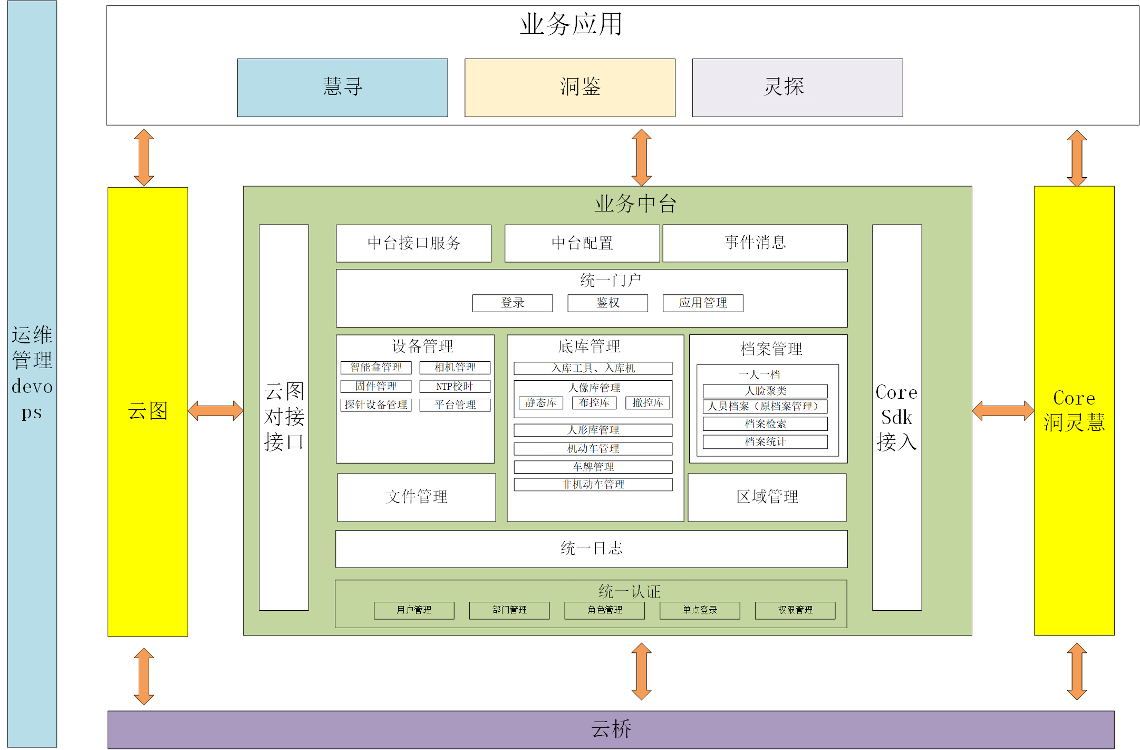 业务应用
慧寻
洞鉴
灵探
运维
管理
devo
ps
云图
业务中台
云图
对接
接口
中台接口服务
中台配置
事件消息
统一门户
登录
鉴权
应用管理
设备管理
智能盒管理
相机管理
固件管理
NTP校时
探针设备管理
平台管理
底库管理
入库工具、入库机
人像库管理
静态库
布控库
撤控库
人形库管理
机动车管理
车牌管理
非机动车管理
档案管理
一人一档
人脸聚类
人员档案（原档案管理）
档案检索
档案统计
文件管理
区域管理
统一日志
统一认证
用户管理
部门管理
角色管理
单点登录
权限管理
Core
Sdk
接入
Core
洞灵慧
云桥